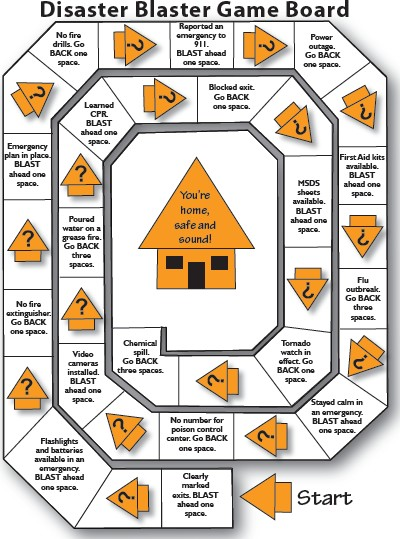 Disaster Blaster Game Board
No fire
drills. Go
BACK one
space.
?
Reported an
emergency to
911.
BLAST ahead
one space.
?
Power
outage.
Go BACK
one space.
?
?
Learned
CPR.
BLAST
ahead one
space.
?
Blocked exit.
Go BACK
one space.
?
Emergency
plan in place.
BLAST
ahead one
space.
?
You're
home,
safe and
sound!
MSDS
sheets
available.
BLAST
ahead one
space.
First Aid kits
available.
BLAST
ahead one
space.
?
Poured
water on a
grease fire.
Go BACK
three
spaces.
?
?
?
Flu
outbreak.
Go BACK
three
spaces.
No fire
extinguisher.
Go BACK
one space.
?
Chemical
spill.
Go BACK
three spaces.
Tornado
watch in
effect. Go
BACK
one
space.
?
Video
cameras
installed.
BLAST
ahead one
space.
?
?
?
Stayed calm in
an emergency.
BLAST
ahead one
space.
No number for
poison control
center. Go BACK
one space.
?
Flashlights
and batteries
available in an
emergency.
BLAST
ahead one
space.
?
Clearly
marked
exits. BLAST
ahead one
space.
Start